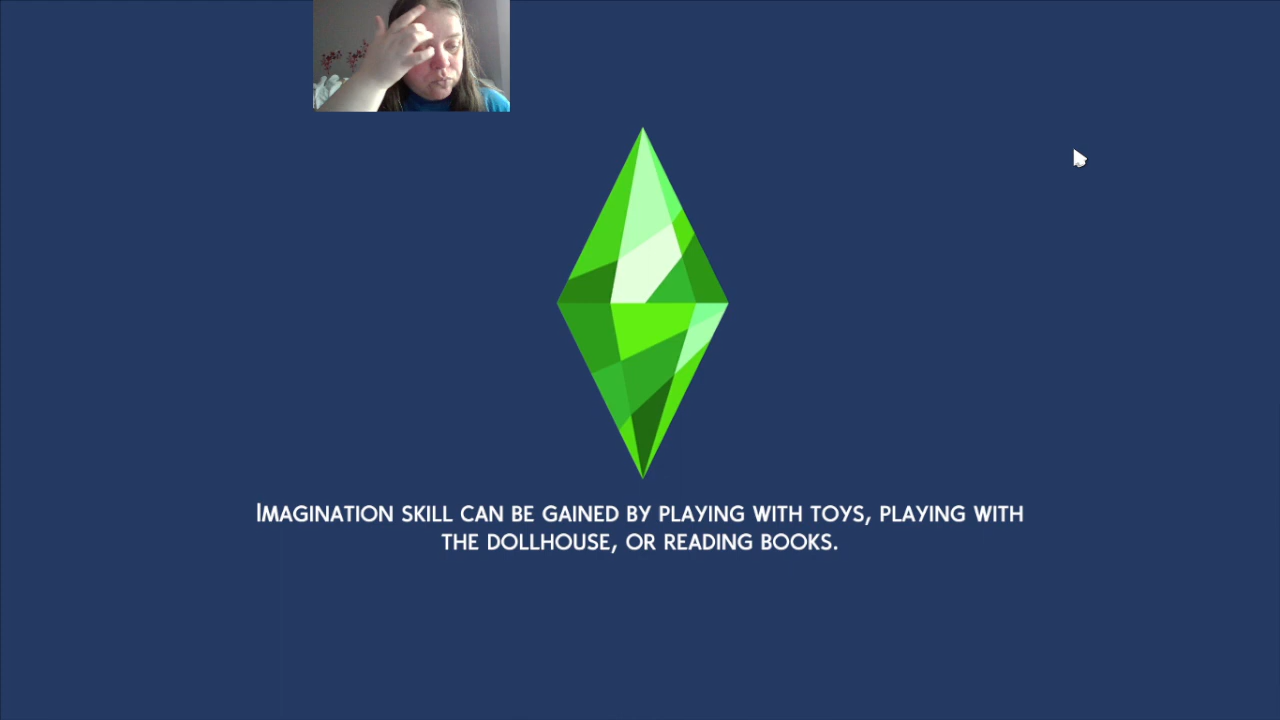 Imagination skill can be gained by playing with toys, playing with
the dollhouse, or reading books.